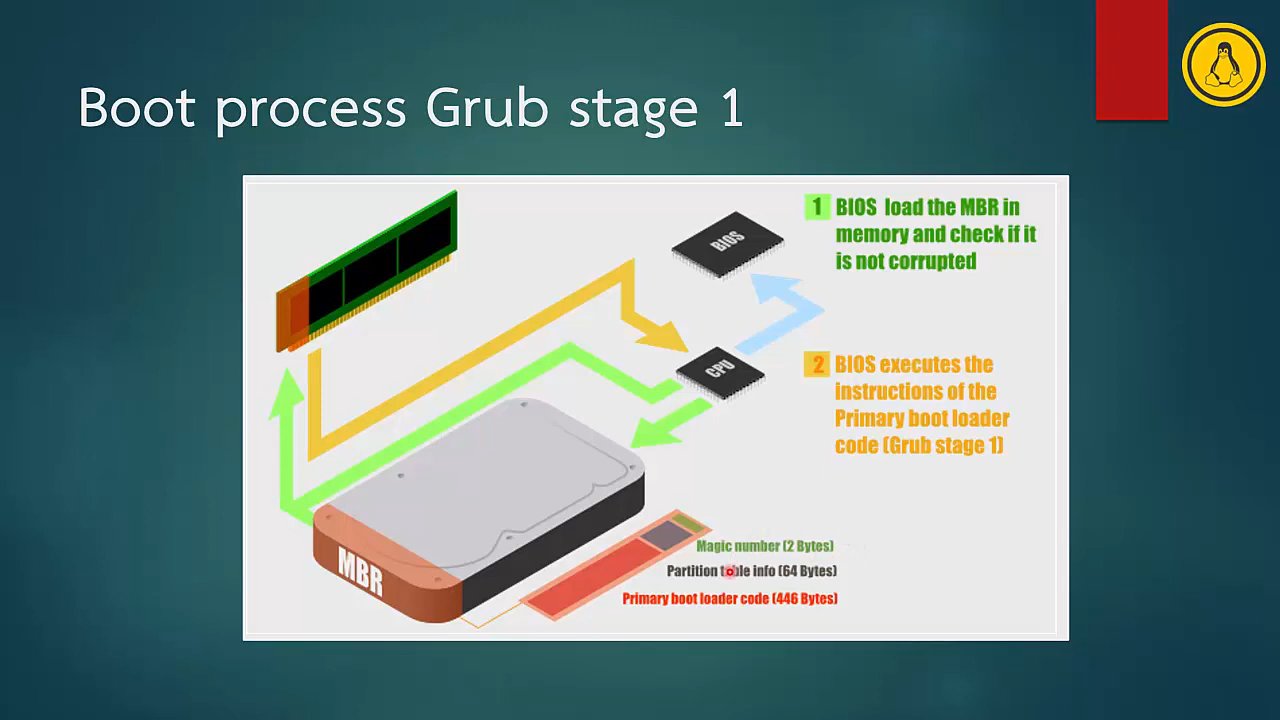 Boot process Grub stage 1
BIOS
CPU
MBR
1 BIOS load the MBR in
memory and check if it
is not corrupted
2 BIOS executes the
instructions of the
Primary boot loader
code (Grub stage 1)
Magic number (2 Bytes)
Partition table info (64 Bytes)
Primary boot loader code (446 Bytes)